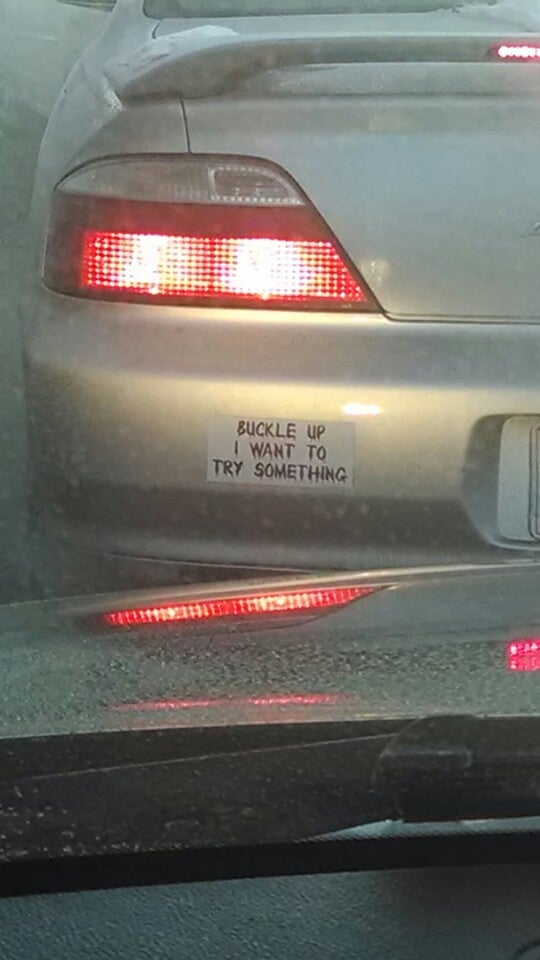 BUCKLE UP
I WANT TO
TRY SOMETHING